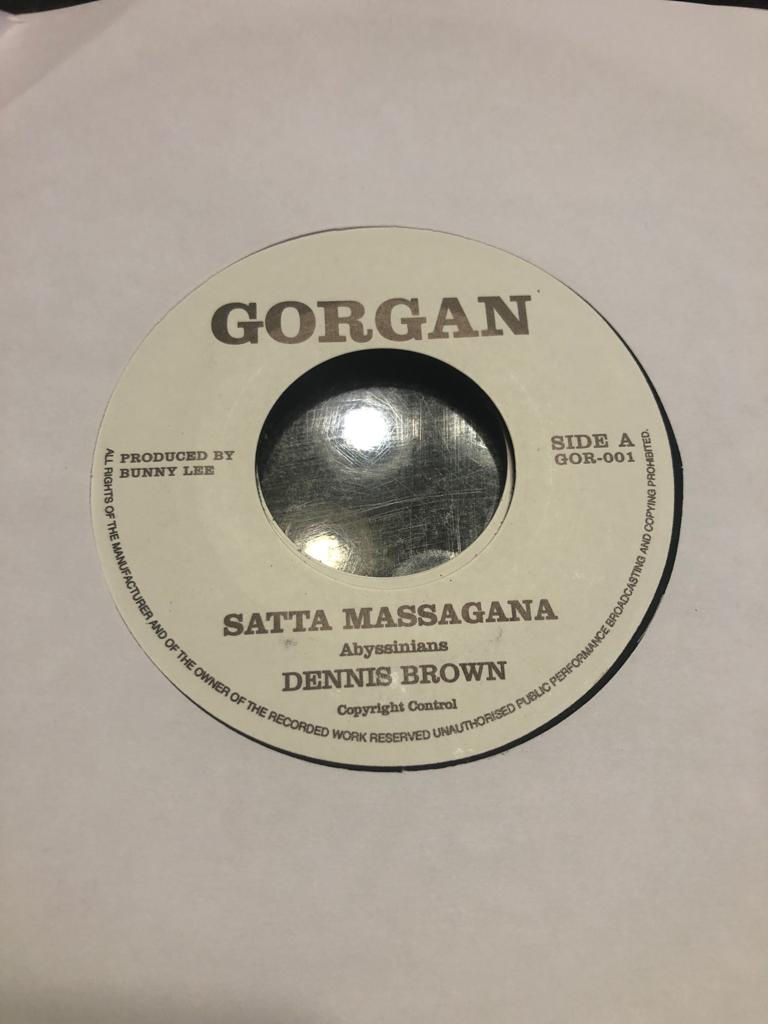 GORGAN
PRODUCED BY
BUNNY LEE
SIDE A
GOR-001
SATTA MASSAGANA
Abyssinians
DENNIS BROWN
Copyright Control
ALL RIGHTS OF THE MANUFACTURER AND OF THE OWNER OF THE RECORDED WORK RESERVED UNAUTHORISED PUBLIC PERFORMANCE BROADCASTING AND COPYING PROHIBITED.